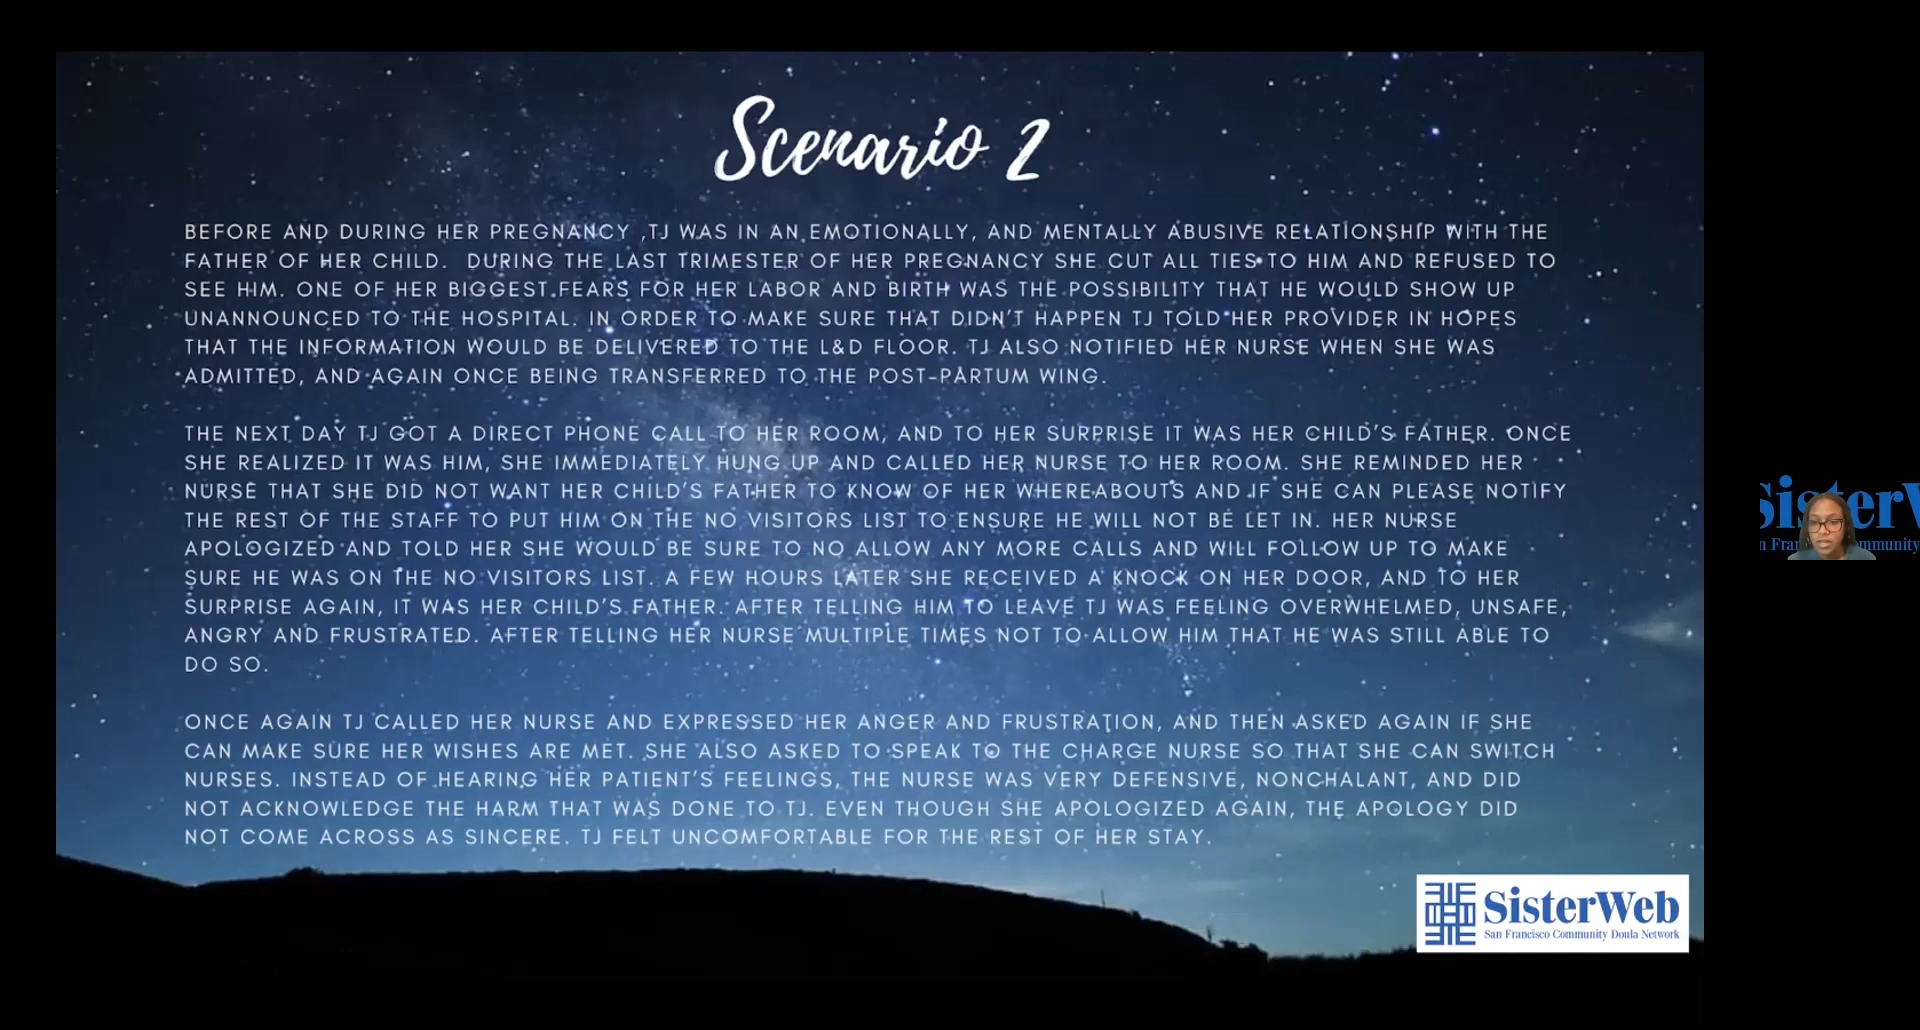 Scenario 2
BEFORE AND DURING HER PREGNANCY ,TJ WAS IN AN EMOTIONALLY, AND MENTALLY ABUSIVE RELATIONSHIP WITH THE
FATHER OF HER CHILD. DURING THE LAST TRIMESTER OF HER PREGNANCY SHE CUT ALL TIES TO HIM AND REFUSED TO
SEE HIM. ONE OF HER BIGGEST FEARS FOR HER LABOR AND BIRTH WAS THE POSSIBILITY THAT HE WOULD SHOW UP
UNANNOUNCED TO THE HOSPITAL. IN ORDER TO MAKE SURE THAT DIDN'T HAPPEN TJ TOLD HER PROVIDER IN HOPES
THAT THE INFORMATION WOULD BE DELIVERED TO THE L&D FLOOR. TJ ALSO NOTIFIED HER NURSE WHEN SHE WAS
ADMITTED, AND AGAIN ONCE BEING TRANSFERRED TO THE POST-PARTUM WING.
THE NEXT DAY TJ GOT A DIRECT PHONE CALL TO HER ROOM, AND TO HER SURPRISE IT WAS HER CHILD'S FATHER. ONCE
SHE REALIZED IT WAS HIM, SHE IMMEDIATELY HUNG UP AND CALLED HER NURSE TO HER ROOM. SHE REMINDED HER
NURSE THAT SHE DID NOT WANT HER CHILD'S FATHER TO KNOW OF HER WHEREABOUTS AND IF SHE CAN PLEASE NOTIFY
THE REST OF THE STAFF TO PUT HIM ON THE NO VISITORS LIST TO ENSURE HE WILL NOT BE LET IN. HER NURSE
APOLOGIZED AND TOLD HER SHE WOULD BE SURE TO NO ALLOW ANY MORE CALLS AND WILL FOLLOW UP TO MAKE
SURE HE WAS ON THE NO VISITORS LIST. A FEW HOURS LATER SHE RECEIVED A KNOCK ON HER DOOR, AND TO HER
SURPRISE AGAIN, IT WAS HER CHILD'S FATHER. AFTER TELLING HIM TO LEAVE TJ WAS FEELING OVERWHELMED, UNSAFE,
ANGRY AND FRUSTRATED. AFTER TELLING HER NURSE MULTIPLE TIMES NOT TO ALLOW HIM THAT HE WAS STILL ABLE TO
DO SO.
ONCE AGAIN TJ CALLED HER NURSE AND EXPRESSED HER ANGER AND FRUSTRATION, AND THEN ASKED AGAIN IF SHE
CAN MAKE SURE HER WISHES ARE MET. SHE ALSO ASKED TO SPEAK TO THE CHARGE NURSE SO THAT SHE CAN SWITCH
NURSES. INSTEAD OF HEARING HER PATIENT'S FEELINGS, THE NURSE WAS VERY DEFENSIVE, NONCHALANT, AND DID
NOT ACKNOWLEDGE THE HARM THAT WAS DONE TO TJ. EVEN THOUGH SHE APOLOGIZED AGAIN, THE APOLOGY DID
NOT COME ACROSS AS SINCERE. TJ FELT UNCOMFORTABLE FOR THE REST OF HER STAY.
SisterWeb
San Francisco Community Doula Network